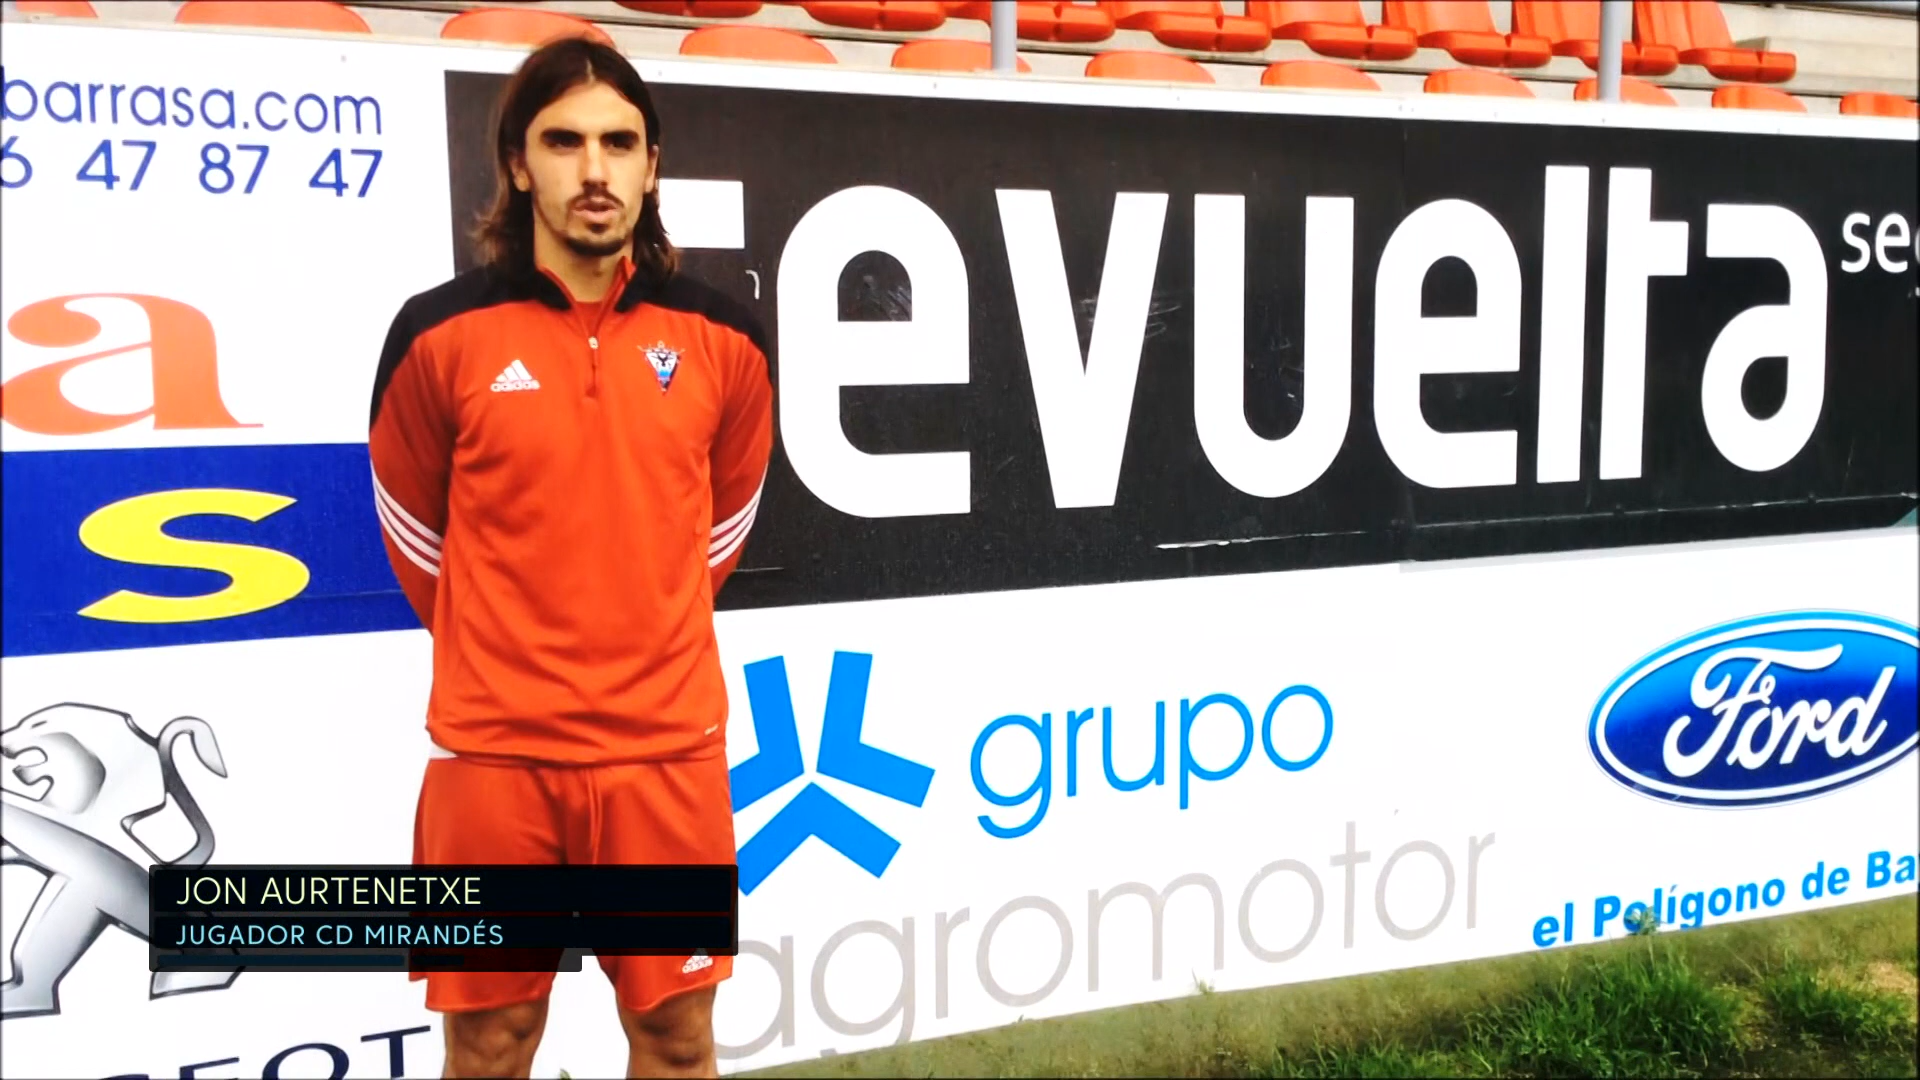 barrasa.com
6 47 87 47
a
s
evuelta
adidas
grupo
Ford
agromotor
el Polígono de Ba
JON AURTENETXE
JUGADOR CD MIRANDÉS